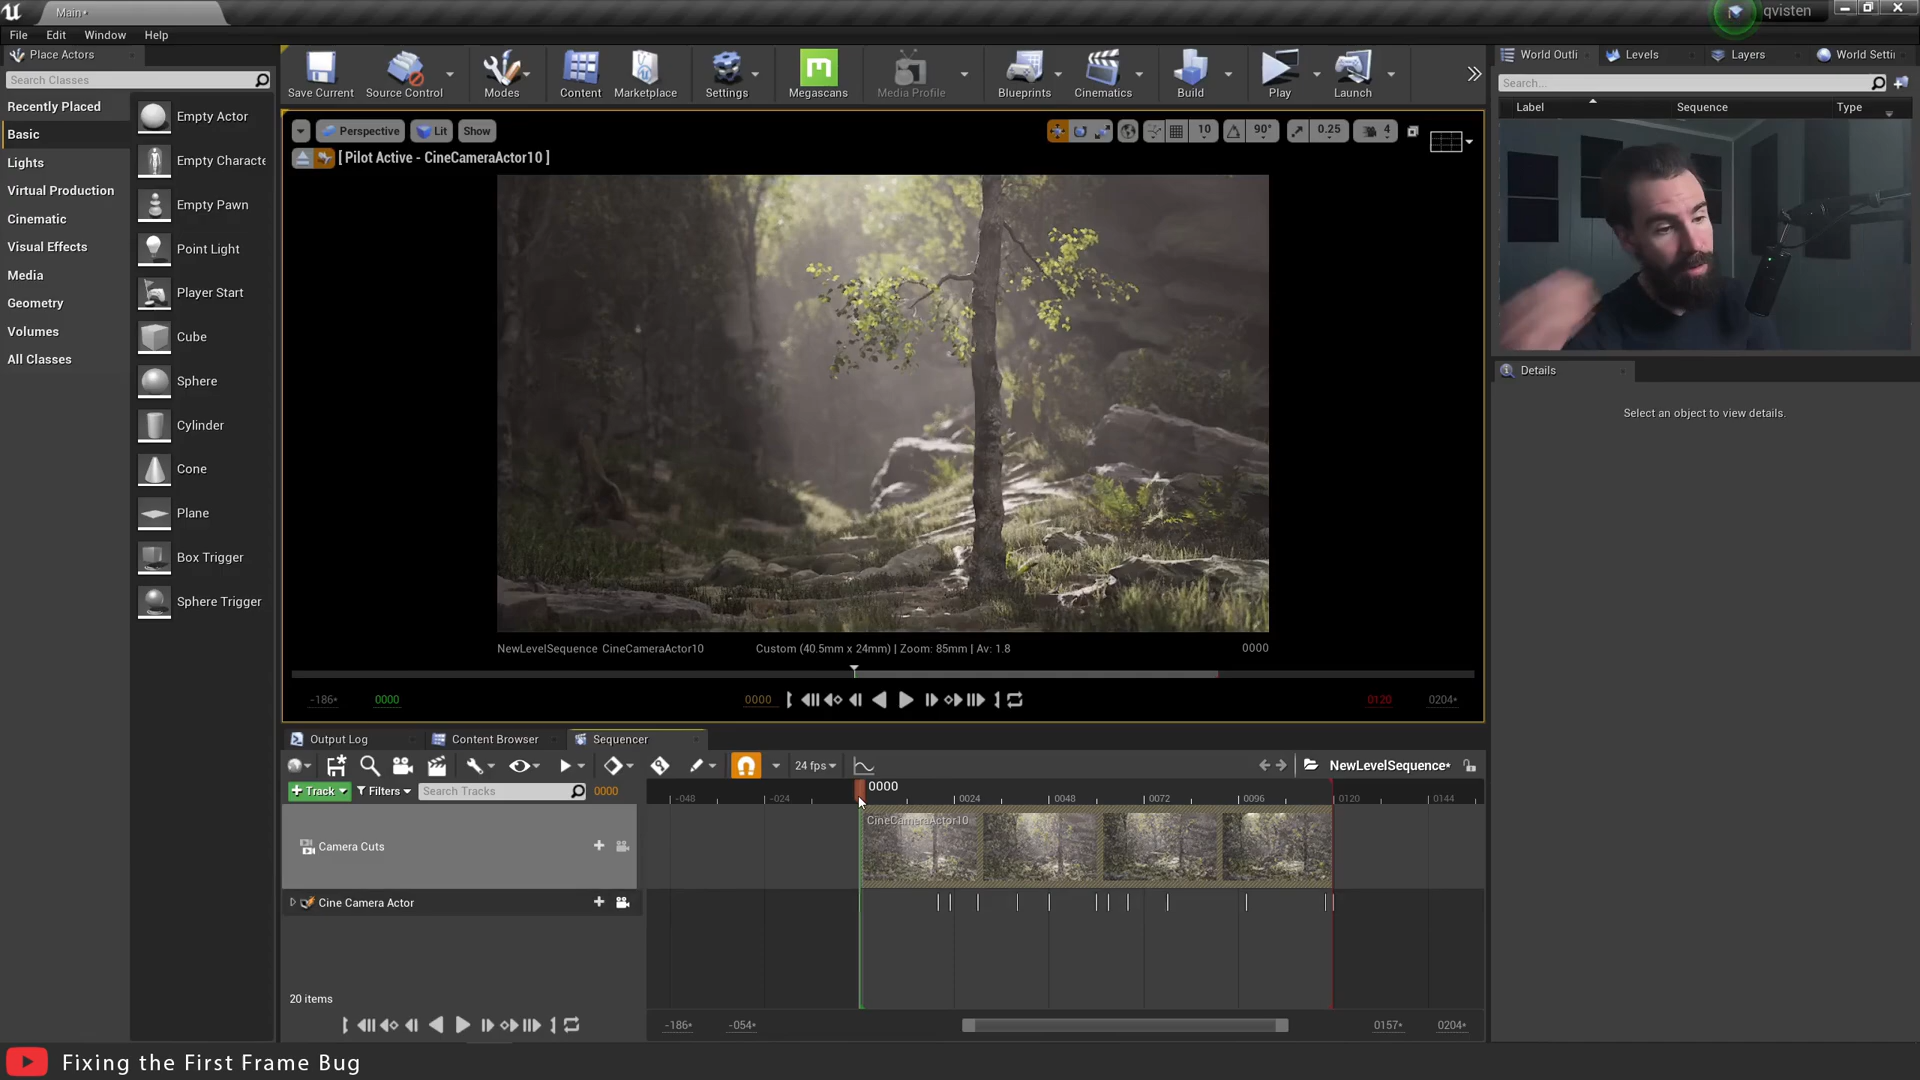 Main*
qvisten
File Edit Window Help
Place Actors
Search Classes
Recently Placed
Basic
Lights
Virtual Production
Cinematic
Visual Effects
Media
Geometry
Volumes
All Classes
Empty Actor
Empty Characte
Empty Pawn
Point Light
Player Start
Cube
Sphere
Cylinder
Cone
Plane
Box Trigger
Sphere Trigger
Save Current Source Control Modes Content Marketplace Settings Megascans Media Profile Blueprints Cinematics Build Play Launch
Perspective Lit Show 10 90° 0.25 4
[ Pilot Active - CineCameraActor10 ]
NewLevelSequence CineCameraActor10 Custom (40.5mm x 24mm) | Zoom: 85mm | Av: 1.8 0000
-186* 0000 0000 0120 0204*
World Outli Levels Layers World Setti
Search...
Label Sequence Type
Details
Select an object to view details.
Output Log Content Browser Sequencer
24 fps NewLevelSequence*
Track Filters Search Tracks 0000
0000
-048 -024 0024 0048 0072 0096 0120 0144
CineCameraActor10
Camera Cuts
Cine Camera Actor
20 items
-186* -054* 0157* 0204*
Fixing the First Frame Bug